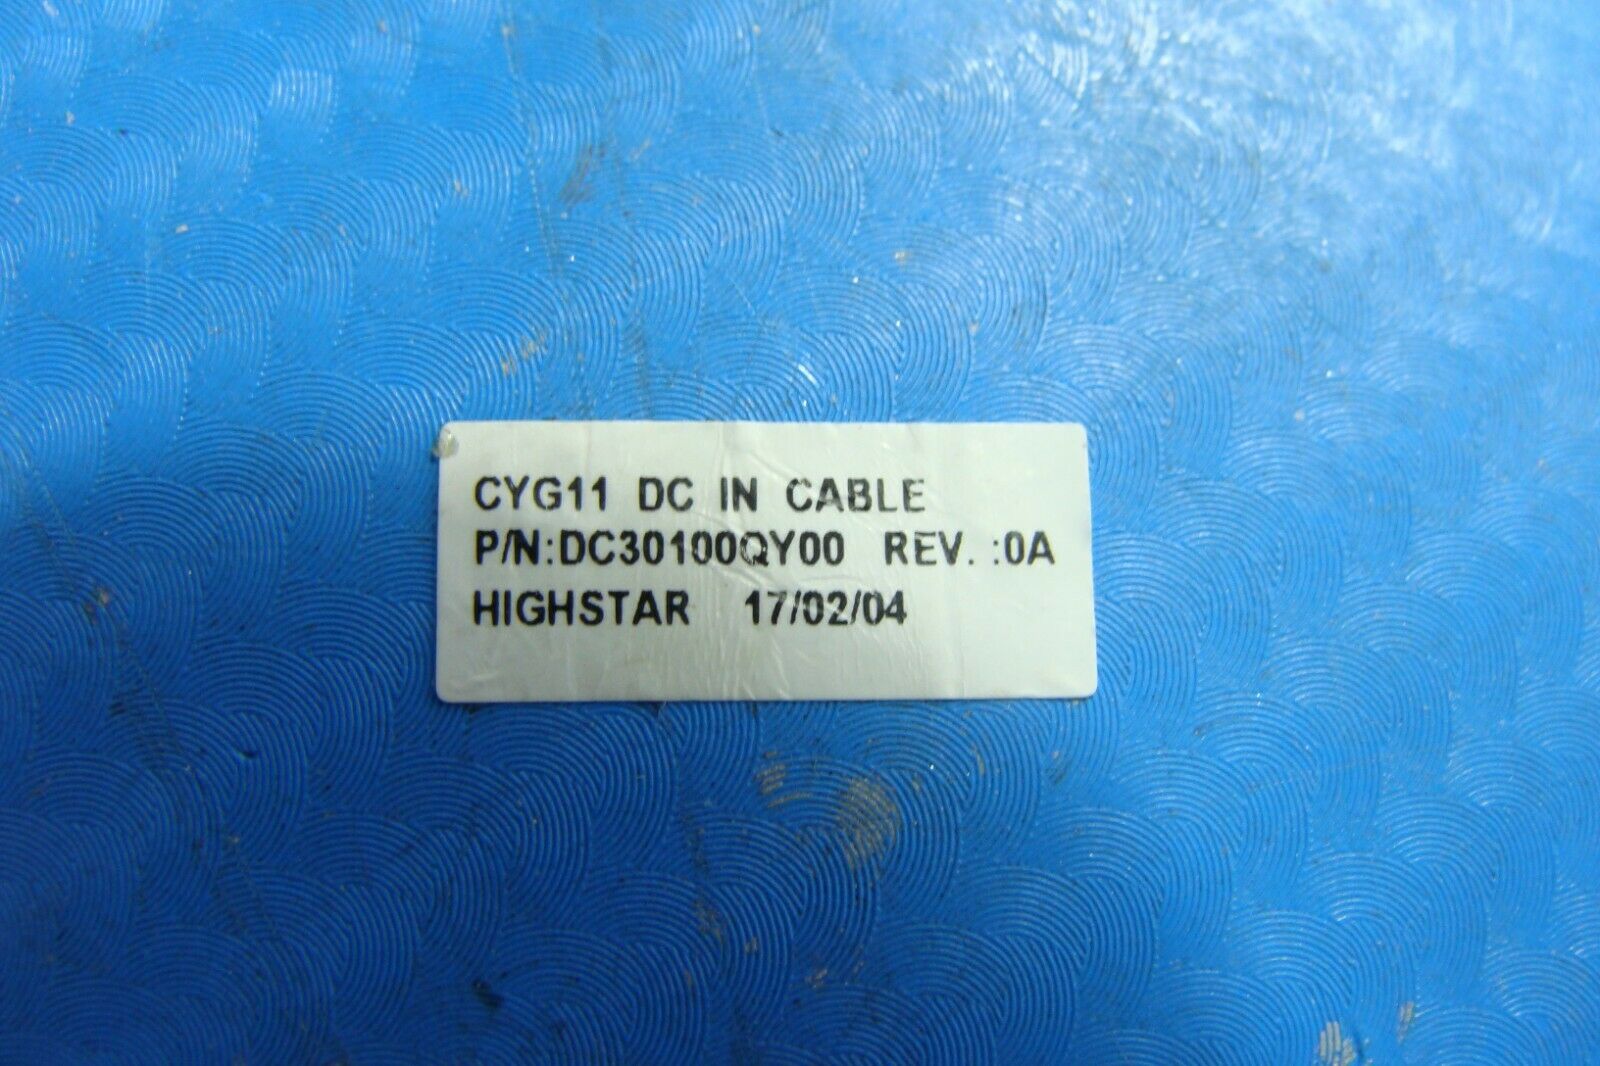 CYG11 DC IN CABLE
P/N:DC30100QY00 REV. :0A
HIGHSTAR 17/02/04